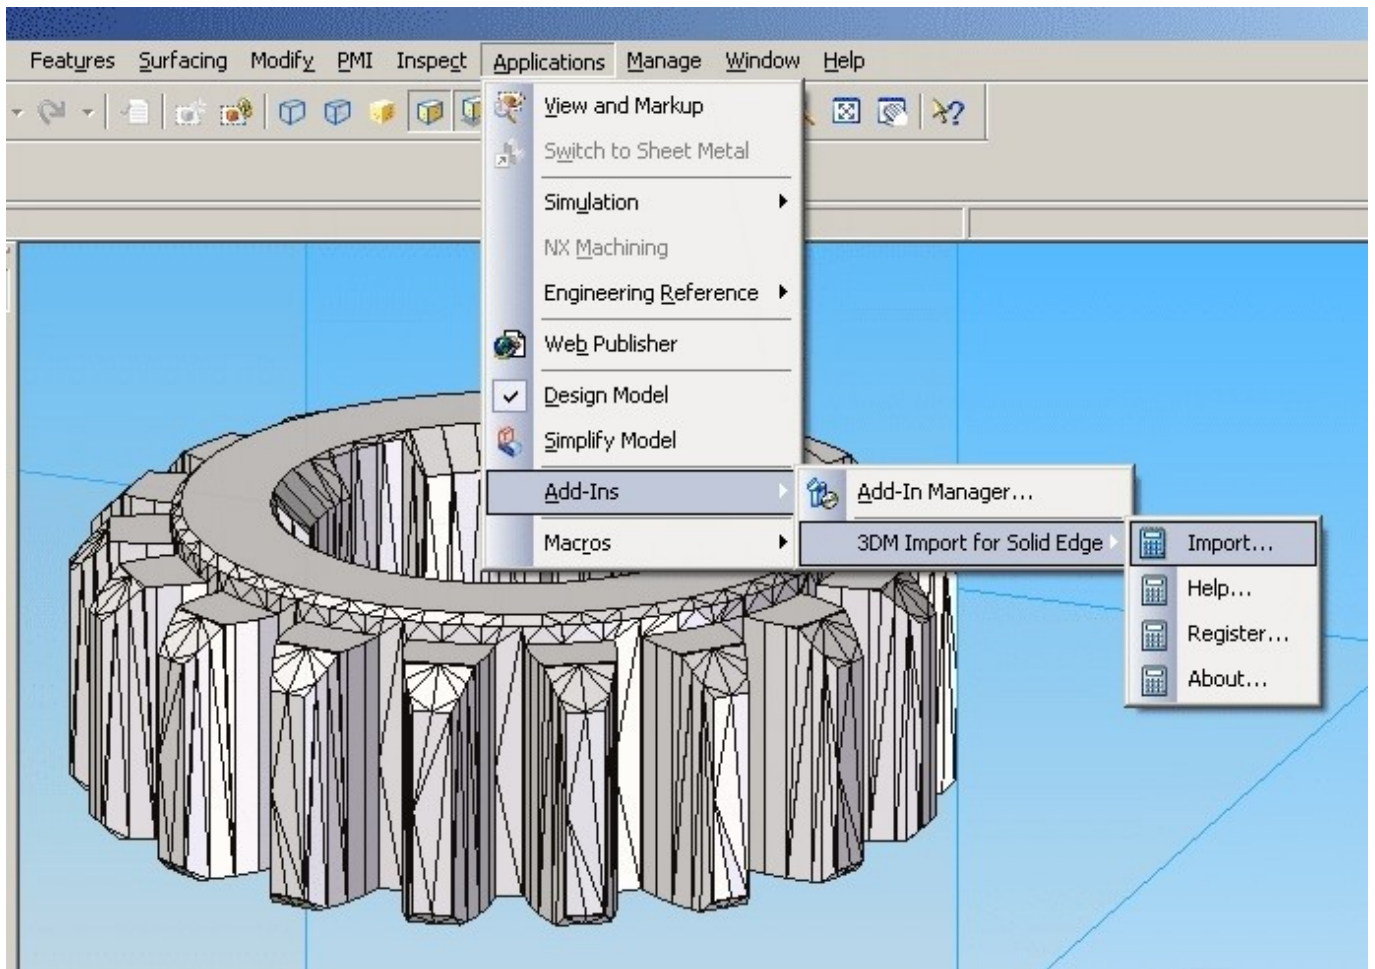 Features Surfacing Modify PMI Inspect Applications Manage Window Help
View and Markup
Switch to Sheet Metal
Simulation
NX Machining
Engineering Reference
Web Publisher
Design Model
Simplify Model
Add-Ins
Add-In Manager...
Macros
3DM Import for Solid Edge
Import...
Help...
Register...
About...